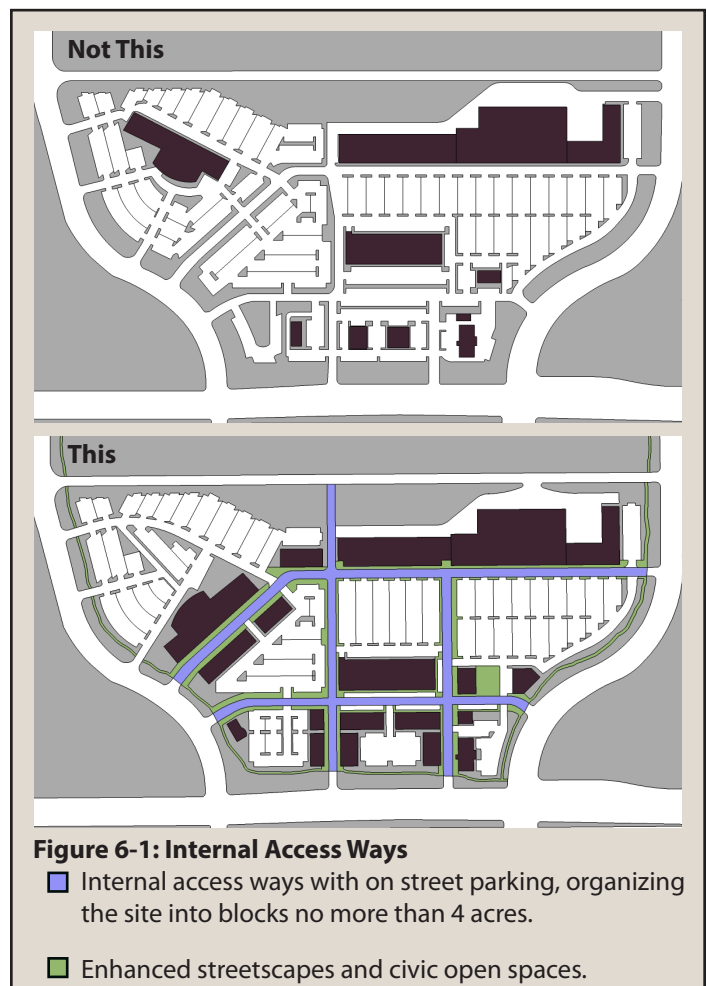 Not This
This
Figure 6-1: Internal Access Ways
Internal access ways with on street parking, organizing
the site into blocks no more than 4 acres.
Enhanced streetscapes and civic open spaces.